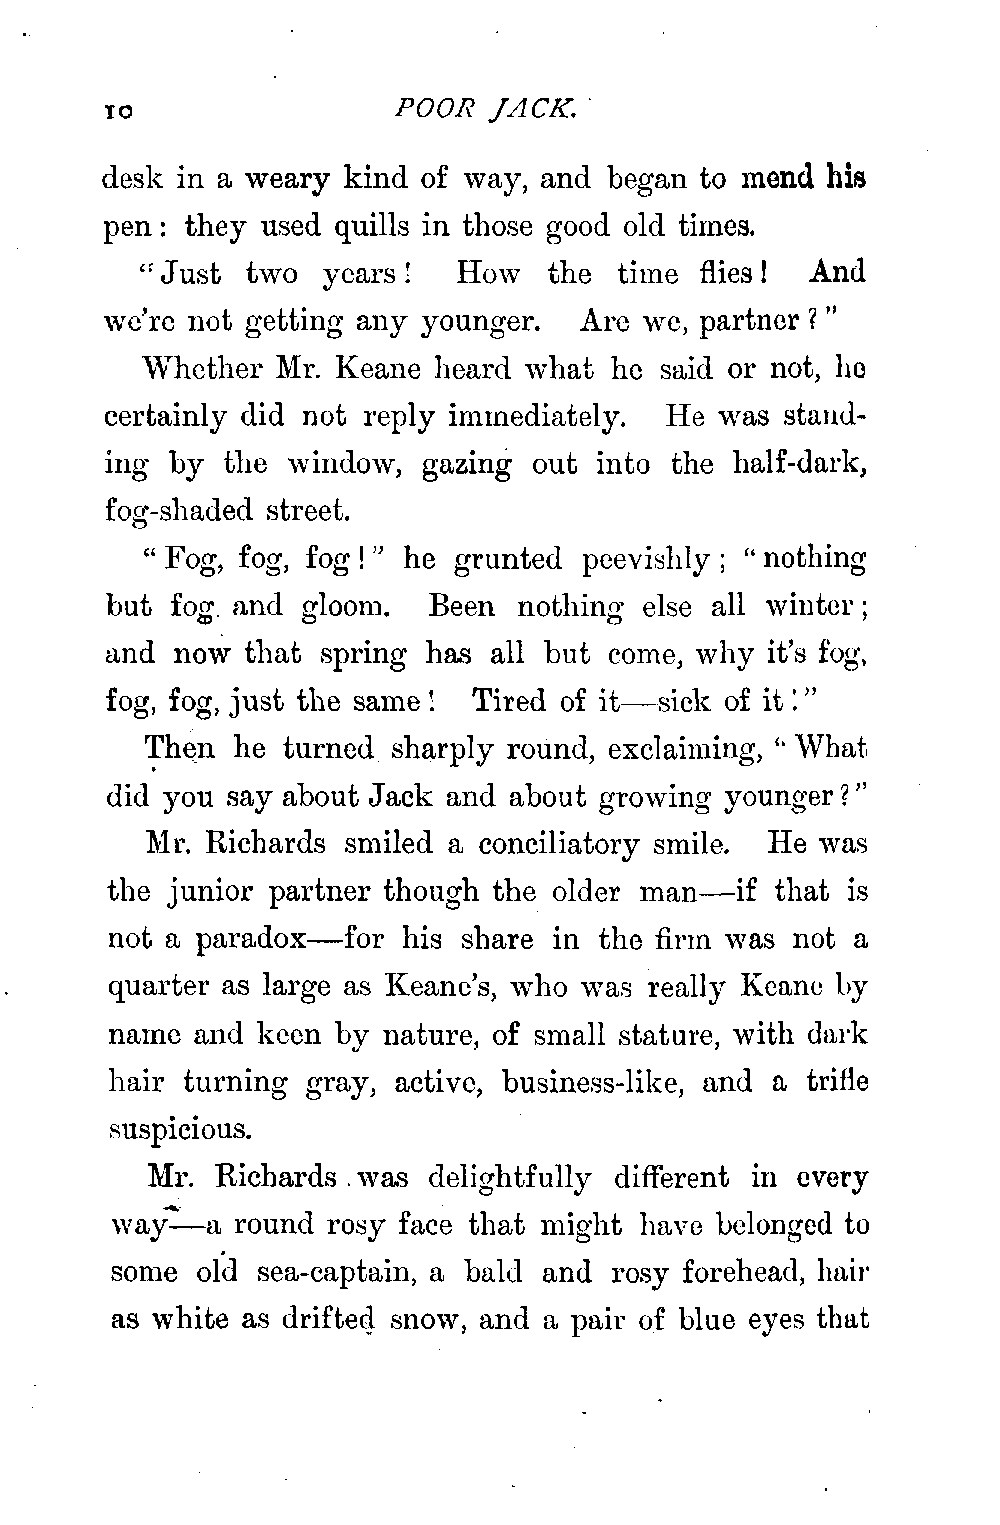 10 POOR JACK.
desk in a weary kind of way, and began to mend his
pen: they used quills in those good old times.
"Just two years! How the time flies! And
we're not getting any younger. Are we, partner?"
Whether Mr. Keane heard what he said or not, he
certainly did not reply immediately. He was stand-
ing by the window, gazing out into the half-dark,
fog-shaded street.
"Fog, fog, fog!" he grunted peevishly; "nothing
but fog and gloom. Been nothing else all winter;
and now that spring has all but come, why it's fog,
fog, fog, just the same! Tired of it—sick of it!"
Then he turned sharply round, exclaiming, "What
did you say about Jack and about growing younger?"
Mr. Richards smiled a conciliatory smile. He was
the junior partner though the older man—if that is
not a paradox—for his share in the firm was not a
quarter as large as Keane's, who was really Keane by
name and keen by nature, of small stature, with dark
hair turning gray, active, business-like, and a trifle
suspicious.
Mr. Richards was delightfully different in every
way—a round rosy face that might have belonged to
some old sea-captain, a bald and rosy forehead, hair
as white as drifted snow, and a pair of blue eyes that